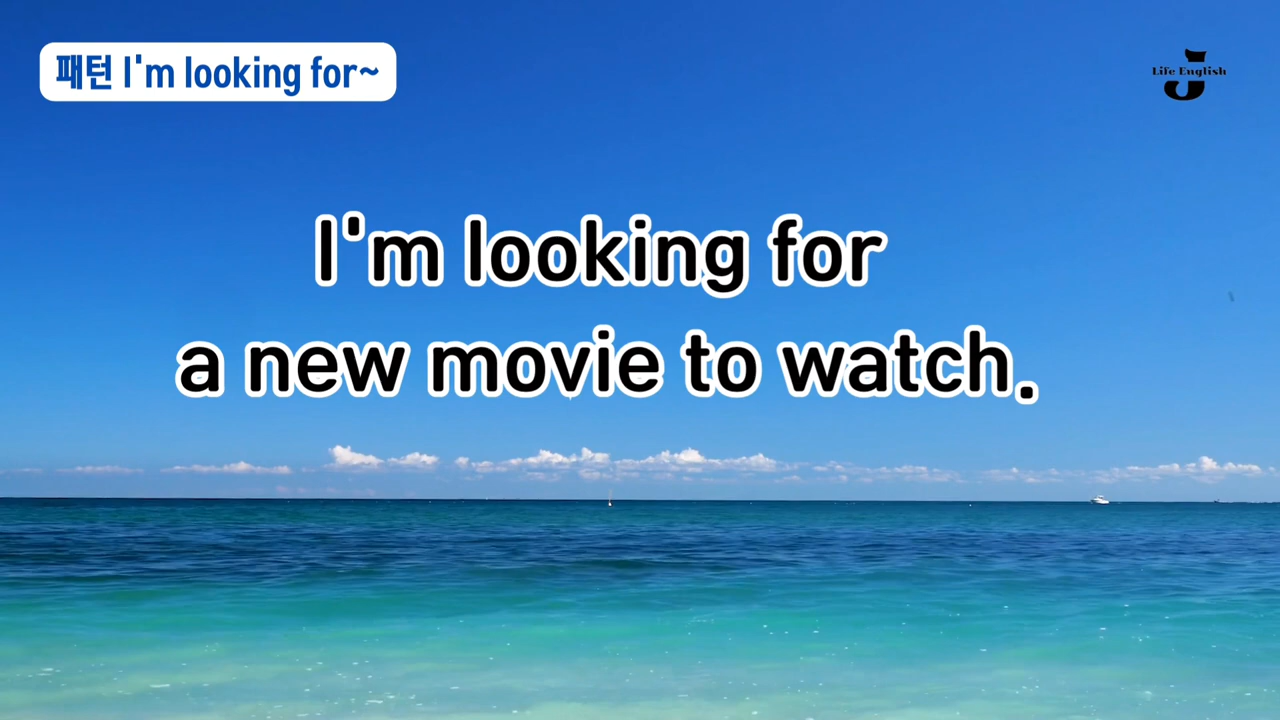 패턴 I'm looking for~
Life English
J
I'm looking for
a new movie to watch.